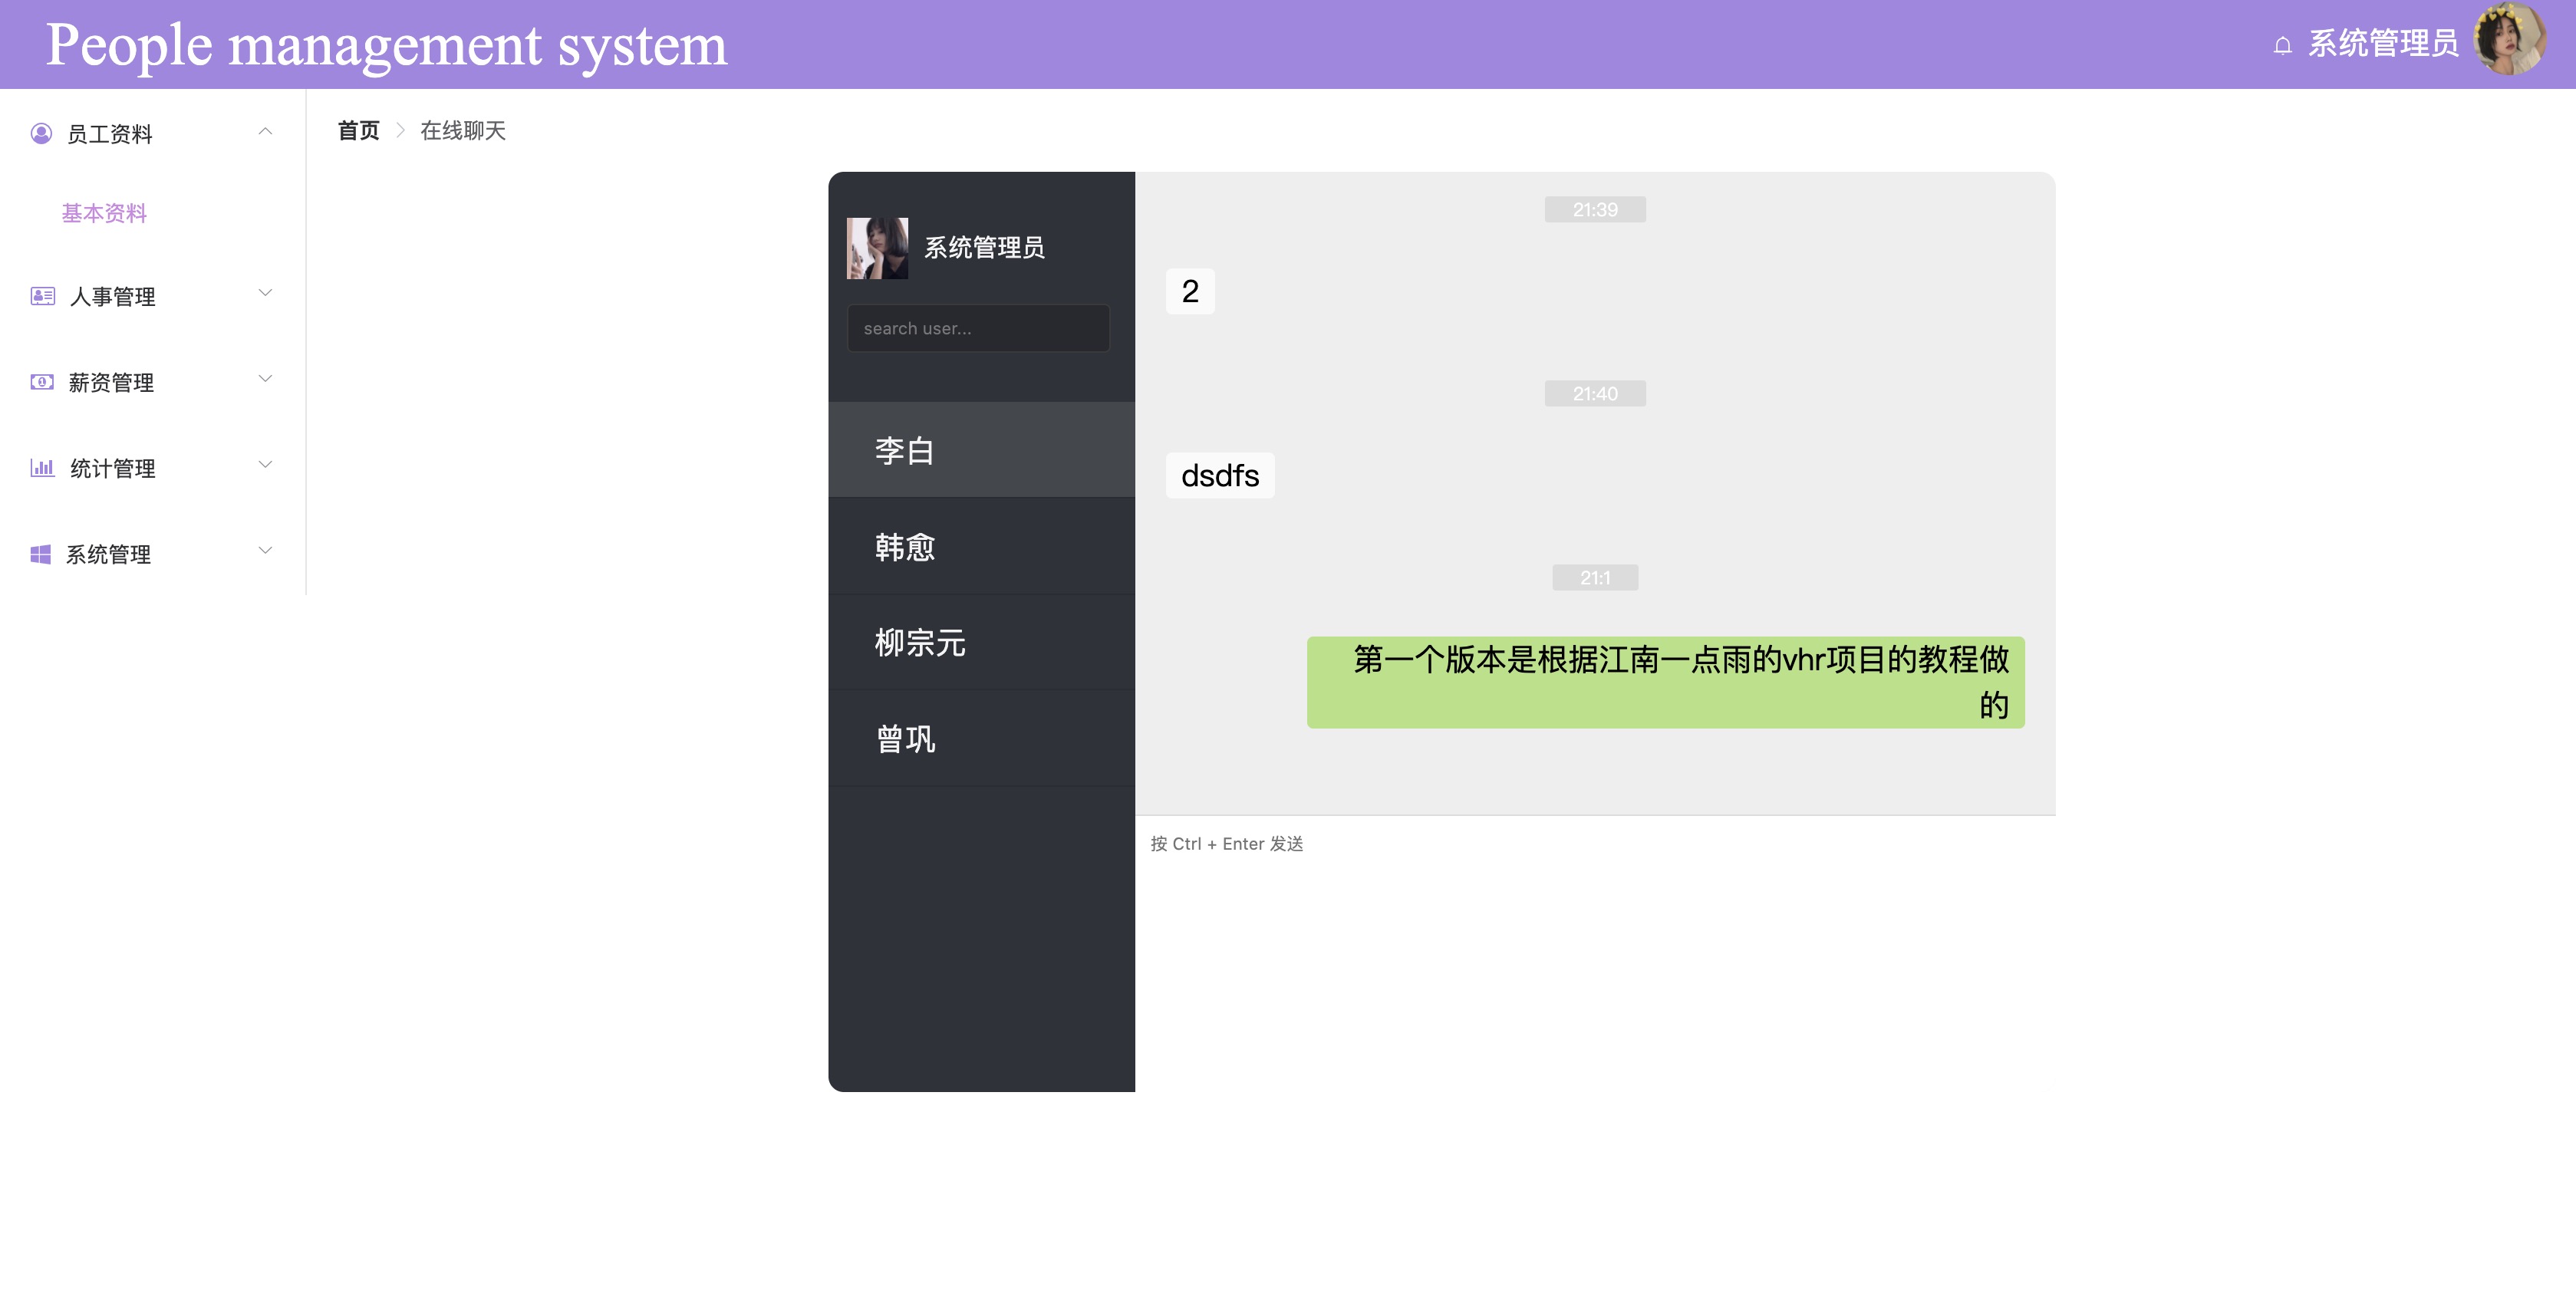 People management system
系统管理员
员工资料
基本资料
人事管理
薪资管理
统计管理
系统管理
首页
在线聊天
系统管理员
search user...
李白
韩愈
柳宗元
曾巩
21:39
2
21:40
dsdfs
21:1
第一个版本是根据江南一点雨的vhr项目的教程做
的
按 Ctrl + Enter 发送